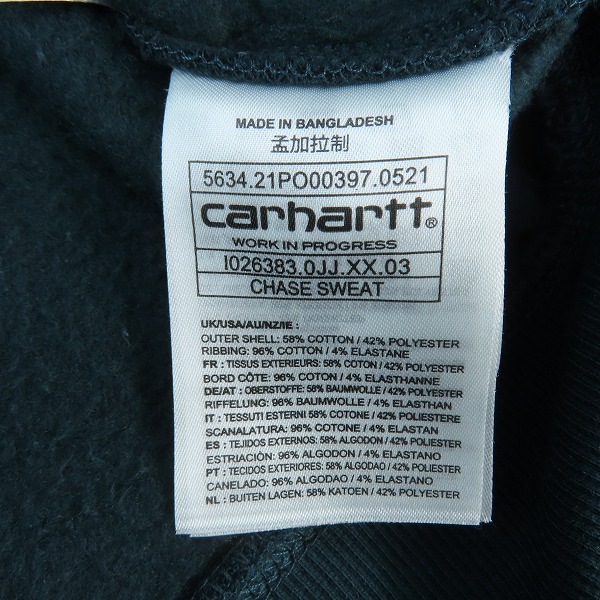 MADE IN BANGLADESH
孟加拉制
5634.21PO00397.0521
carhartt®
WORK IN PROGRESS
I026383.0JJ.XX.03
CHASE SWEAT
UK/USA/AU/NZ/IE :
OUTER SHELL: 58% COTTON / 42% POLYESTER
RIBBING: 96% COTTON / 4% ELASTANE
FR : TISSUS EXTERIEURS: 58% COTON / 42% POLYESTER
BORD CÔTE: 96% COTON / 4% ELASTHANNE
DE/AT: OBERSTOFFE: 58% BAUMWOLLE / 42% POLYESTER
RIFFELUNG: 96% BAUMWOLLE / 4% ELASTHAN
IT : TESSUTI ESTERNI 58% COTONE / 42% POLIESTERE
SCANALATURA: 96% COTONE / 4% ELASTAN
ES : TEJIDOS EXTERNOS: 58% ALGODON / 42% POLIESTER
ESTRIACIÓN: 96% ALGODON / 4% ELASTANO
PT : TECIDOS EXTERIORES: 58% ALGODAO / 42% POLIESTER
CANELADO: 96% ALGODAO / 4% ELASTANO
NL : BUITEN LAGEN: 58% KATOEN / 42% POLYESTER